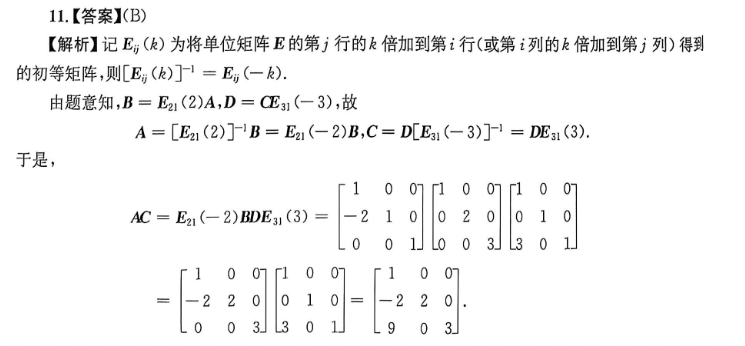 11.【答案】(B)
【解析】记 E_{ij}(k) 为将单位矩阵 E 的第 j 行的 k 倍加到第 i 行(或第 i 列的 k 倍加到第 j 列)得到
的初等矩阵,则[E_{ij}(k)]^{-1} = E_{ij}(-k).
由题意知,B = E_{21}(2)A,D = CE_{31}(-3),故
A = [E_{21}(2)]^{-1}B = E_{21}(-2)B,C = D[E_{31}(-3)]^{-1} = DE_{31}(3).
于是,
AC = E_{21}(-2)BDE_{31}(3) = \begin{bmatrix} 1 & 0 & 0 \\ -2 & 1 & 0 \\ 0 & 0 & 1 \end{bmatrix} \begin{bmatrix} 1 & 0 & 0 \\ 0 & 2 & 0 \\ 0 & 0 & 3 \end{bmatrix} \begin{bmatrix} 1 & 0 & 0 \\ 0 & 1 & 0 \\ 3 & 0 & 1 \end{bmatrix}
= \begin{bmatrix} 1 & 0 & 0 \\ -2 & 2 & 0 \\ 0 & 0 & 3 \end{bmatrix} \begin{bmatrix} 1 & 0 & 0 \\ 0 & 1 & 0 \\ 3 & 0 & 1 \end{bmatrix} = \begin{bmatrix} 1 & 0 & 0 \\ -2 & 2 & 0 \\ 9 & 0 & 3 \end{bmatrix}.